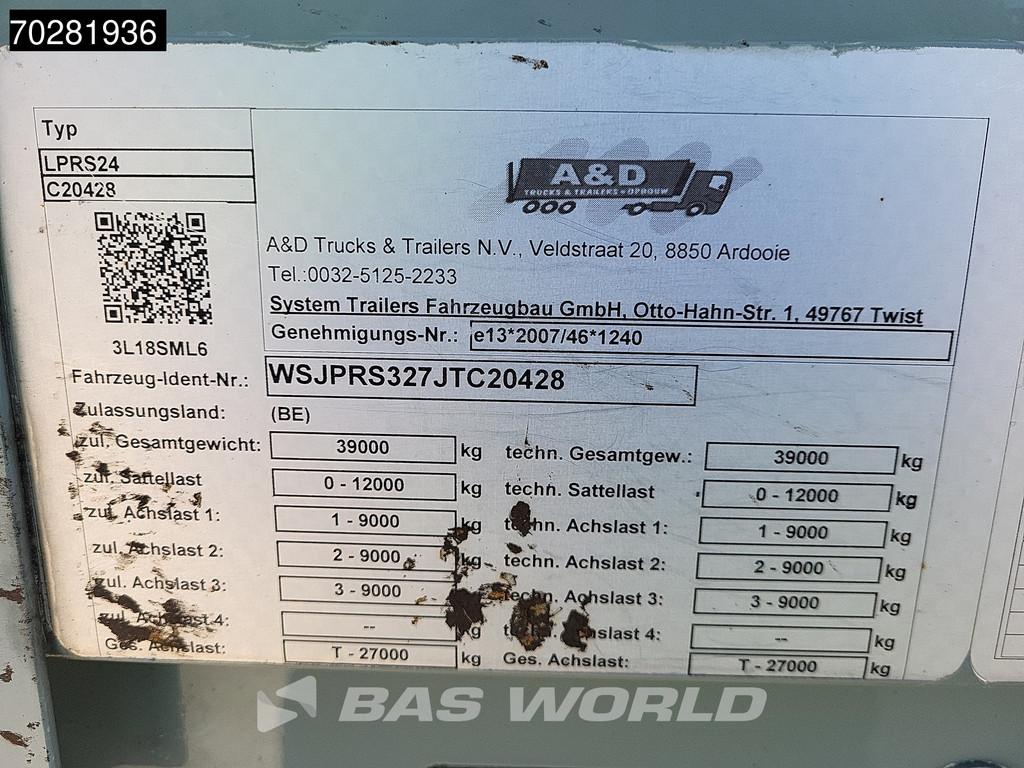 70281936
Typ
LPRS24
C20428
3L18SML6
A&D
TRUCKS & TRAILERS - OPBOUW
A&D Trucks & Trailers N.V., Veldstraat 20, 8850 Ardooie
Tel.:0032-5125-2233
System Trailers Fahrzeugbau GmbH, Otto-Hahn-Str. 1, 49767 Twist
Genehmigungs-Nr.: e13*2007/46*1240
Fahrzeug-Ident-Nr.: WSJPRS327JTC20428
Zulassungsland: (BE)
zul. Gesamtgewicht: 39000 kg techn. Gesamtgew.: 39000 kg
zul. Sattellast 0 - 12000 kg techn. Sattellast 0 - 12000 kg
zul. Achslast 1: 1 - 9000 kg techn. Achslast 1: 1 - 9000 kg
zul. Achslast 2: 2 - 9000 kg techn. Achslast 2: 2 - 9000 kg
zul. Achslast 3: 3 - 9000 techn. Achslast 3: 3 - 9000 kg
zul. Achslast 4: -- kg techn. Achslast 4: -- kg
Ges. Achslast: T - 27000 kg Ges. Achslast: T - 27000 kg
BAS WORLD